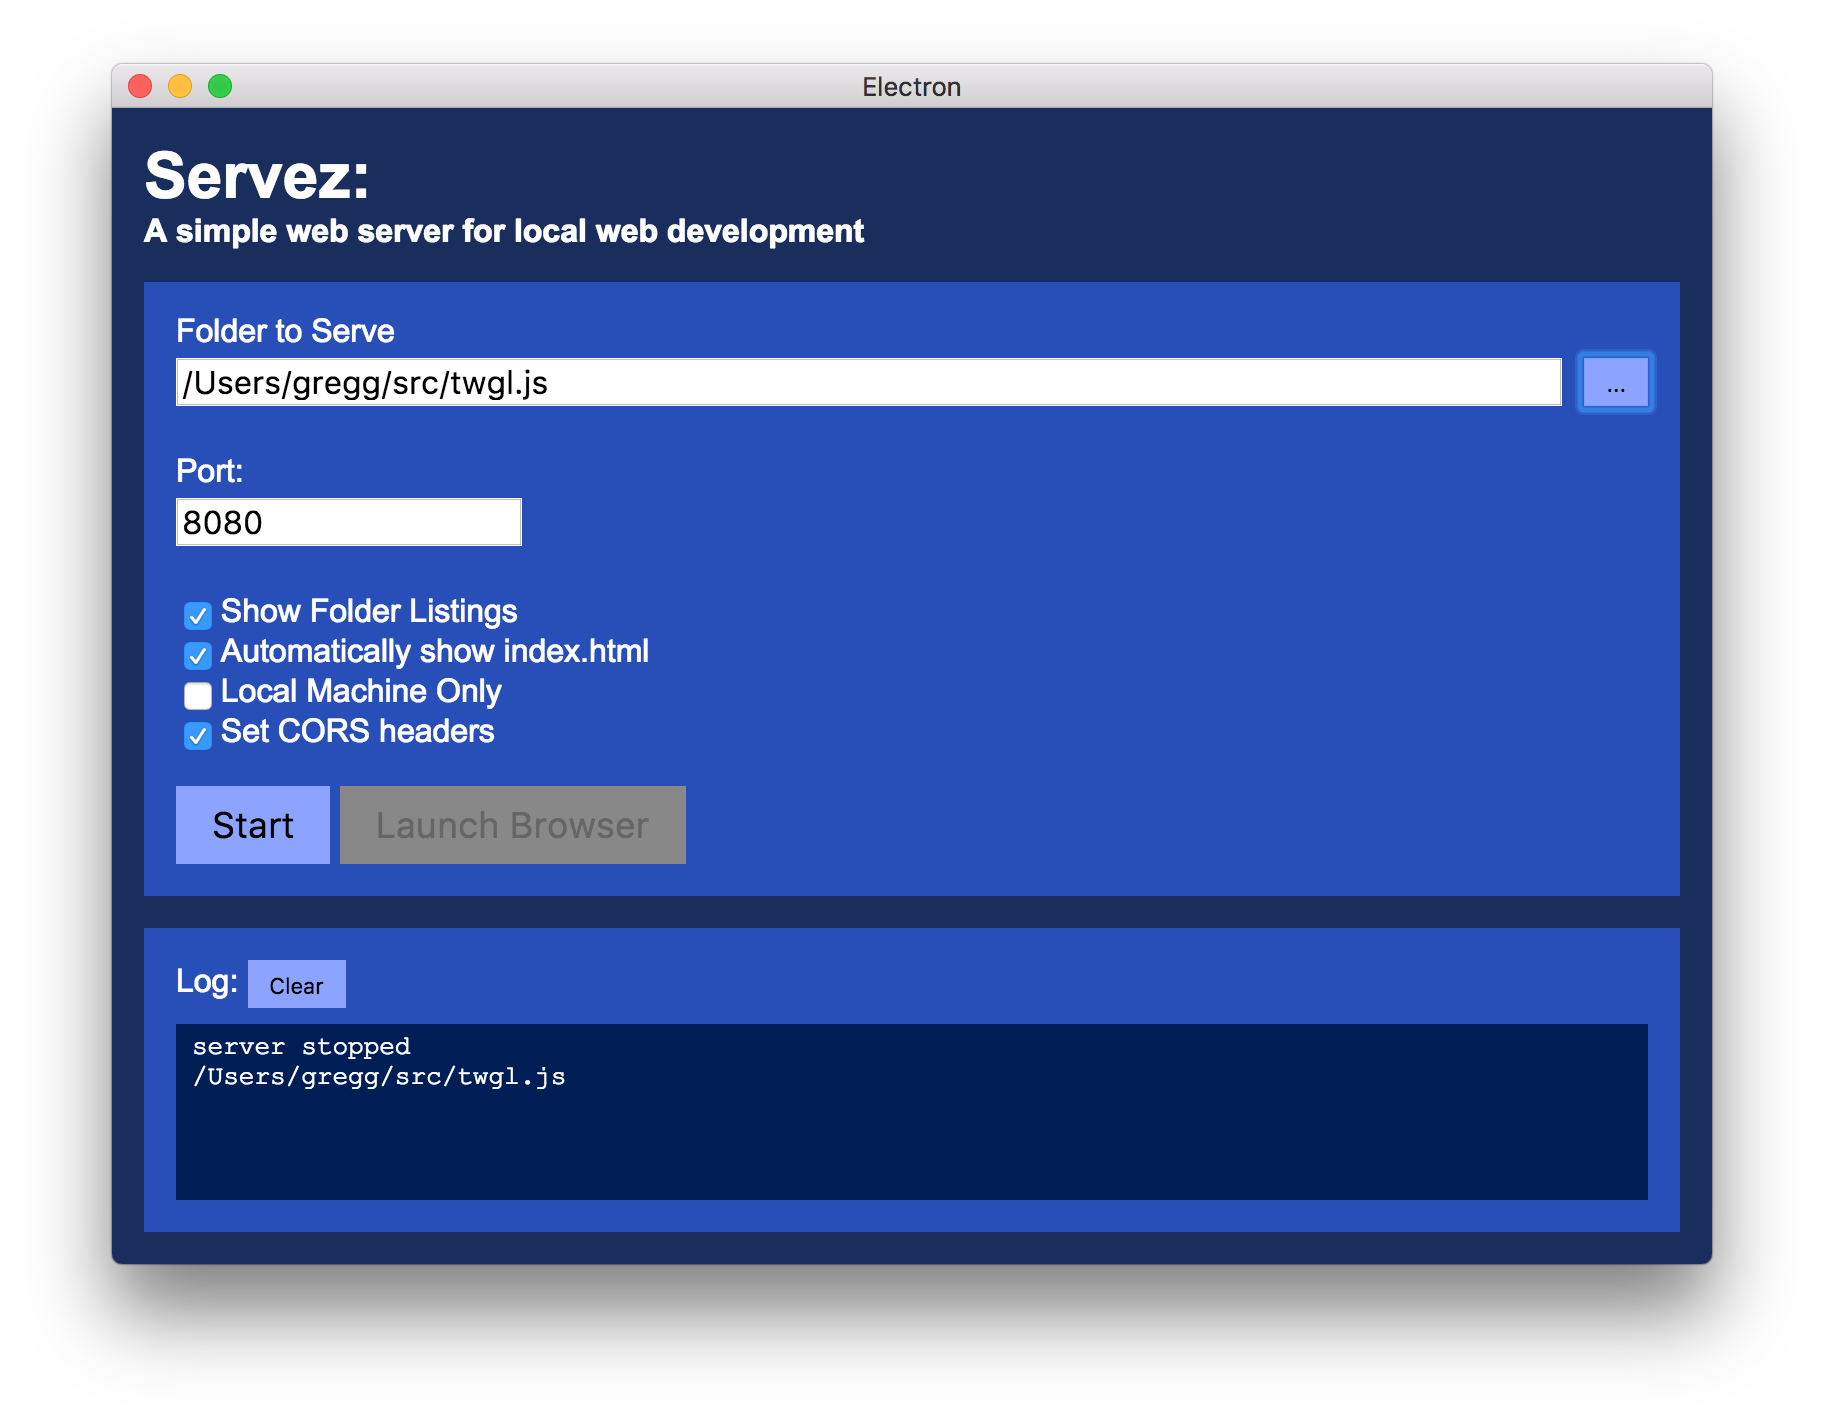 Electron
Servez:
A simple web server for local web development
Folder to Serve
/Users/gregg/src/twgl.js
...
Port:
8080
Show Folder Listings
Automatically show index.html
Local Machine Only
Set CORS headers
Start Launch Browser
Log: Clear
server stopped
/Users/gregg/src/twgl.js